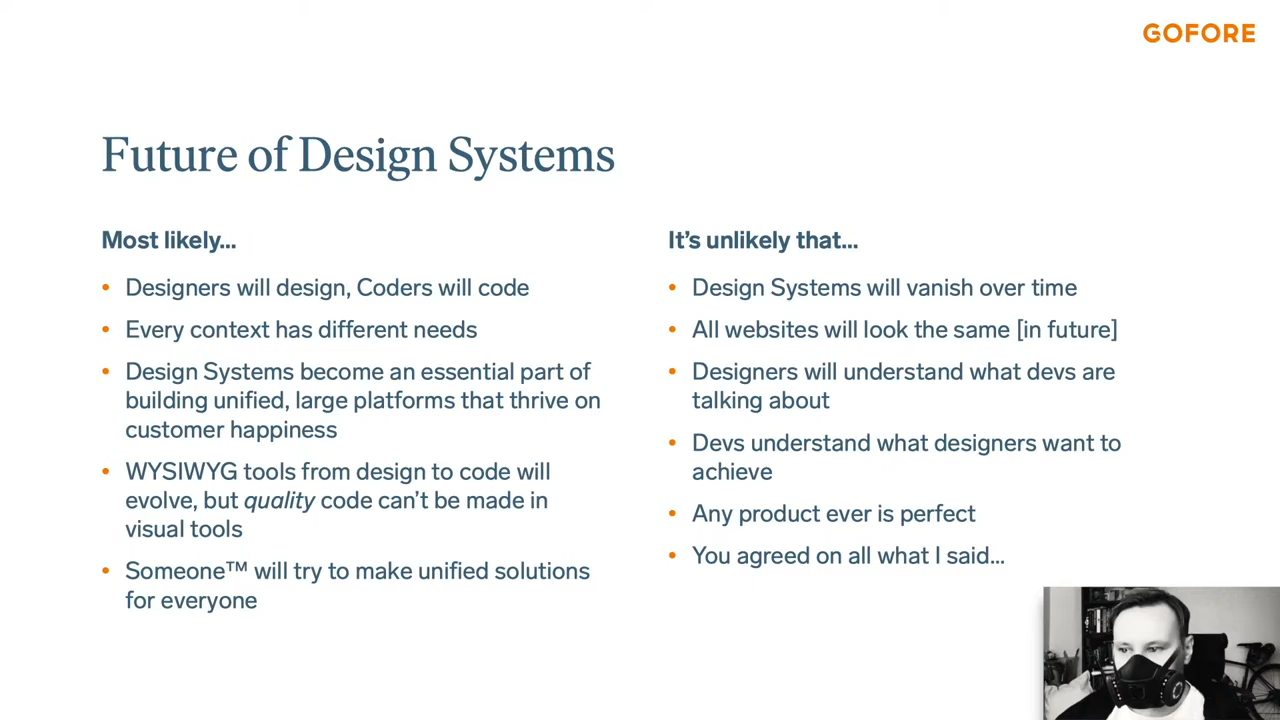 GOFORE
Future of Design Systems
Most likely...
• Designers will design, Coders will code
• Every context has different needs
• Design Systems become an essential part of
building unified, large platforms that thrive on
customer happiness
• WYSIWYG tools from design to code will
evolve, but quality code can’t be made in
visual tools
• Someone™ will try to make unified solutions
for everyone
It’s unlikely that...
• Design Systems will vanish over time
• All websites will look the same [in future]
• Designers will understand what devs are
talking about
• Devs understand what designers want to
achieve
• Any product ever is perfect
• You agreed on all what I said...